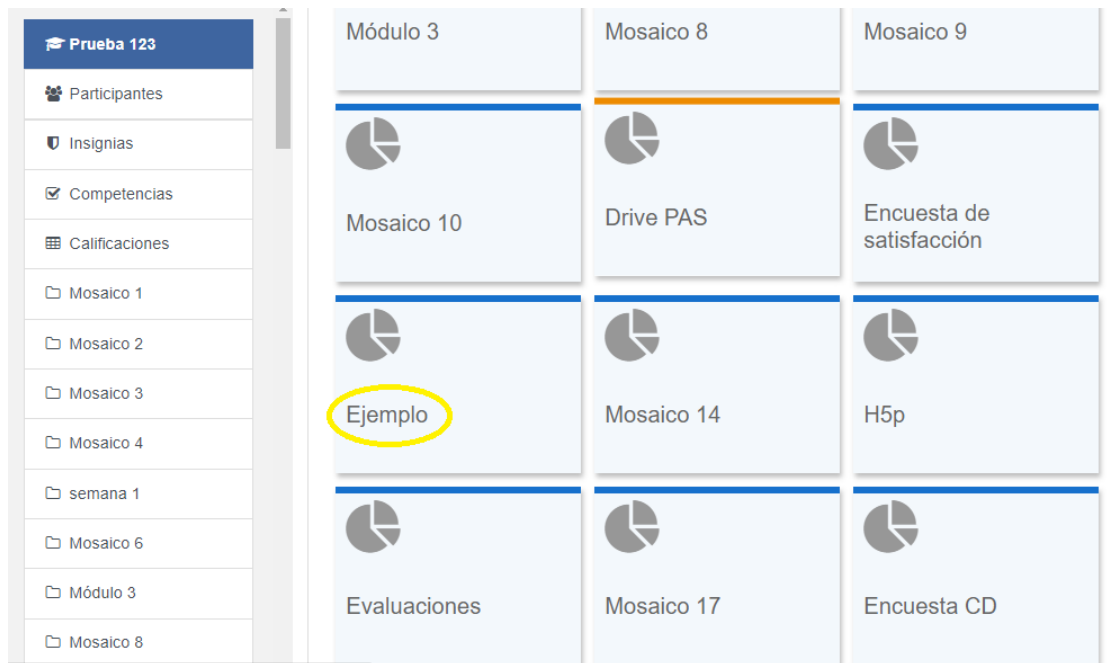 Prueba 123
Participantes
Insignias
Competencias
Calificaciones
Mosaico 1
Mosaico 2
Mosaico 3
Mosaico 4
semana 1
Mosaico 6
Módulo 3
Mosaico 8
Módulo 3
Mosaico 8
Mosaico 9
Mosaico 10
Drive PAS
Encuesta de
satisfacción
Ejemplo
Mosaico 14
H5p
Evaluaciones
Mosaico 17
Encuesta CD